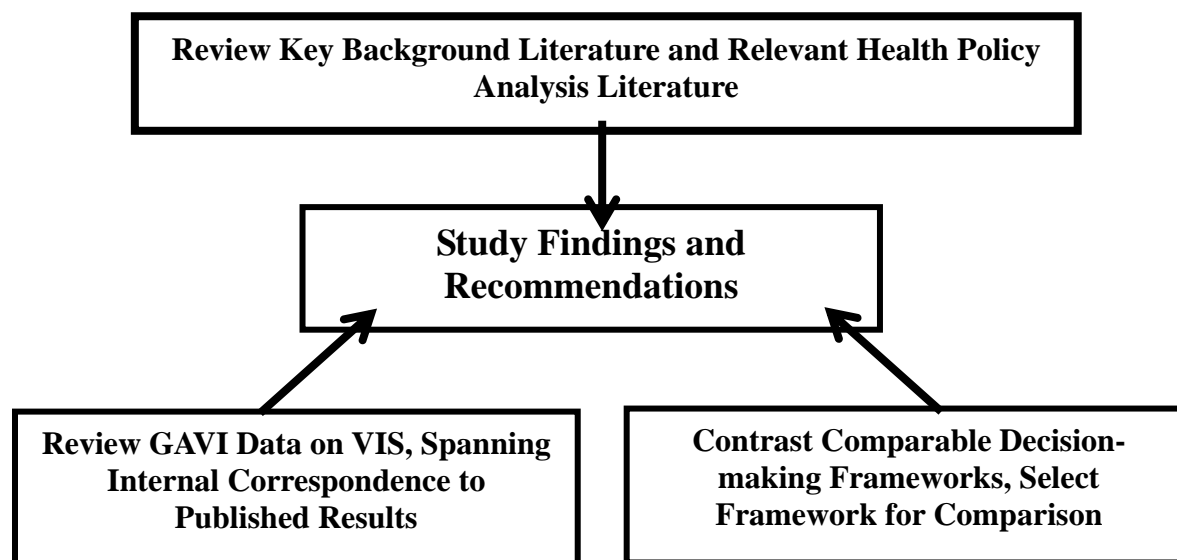 Review Key Background Literature and Relevant Health Policy
Analysis Literature
Study Findings and
Recommendations
Review GAVI Data on VIS, Spanning
Internal Correspondence to
Published Results
Contrast Comparable Decision-
making Frameworks, Select
Framework for Comparison